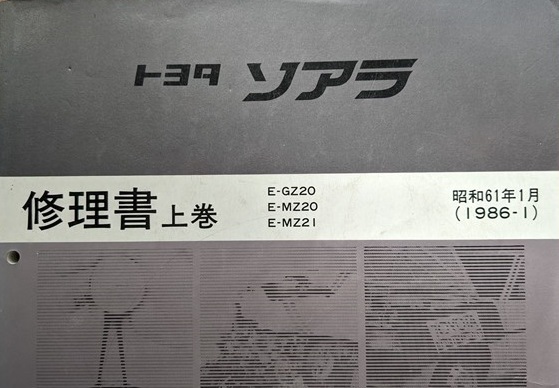 トヨタ ソアラ
修理書上巻
E-GZ20
E-MZ20
E-MZ21
昭和61年1月
(1986-1)